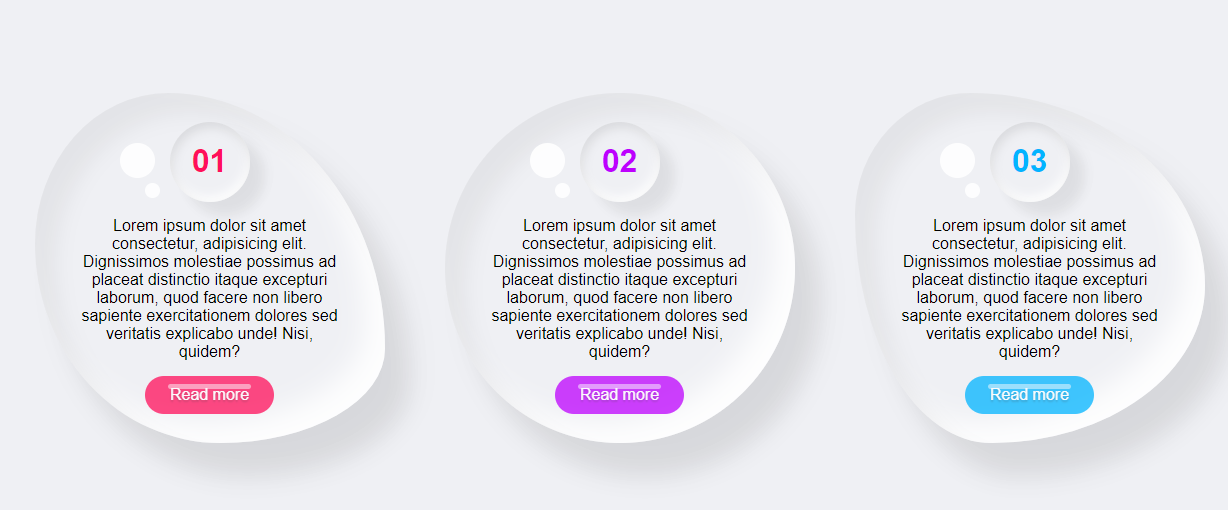 01
Lorem ipsum dolor sit amet
consectetur, adipisicing elit.
Dignissimos molestiae possimus ad
placeat distinctio itaque excepturi
laborum, quod facere non libero
sapiente exercitationem dolores sed
veritatis explicabo unde! Nisi,
quidem?
Read more
02
Lorem ipsum dolor sit amet
consectetur, adipisicing elit.
Dignissimos molestiae possimus ad
placeat distinctio itaque excepturi
laborum, quod facere non libero
sapiente exercitationem dolores sed
veritatis explicabo unde! Nisi,
quidem?
Read more
03
Lorem ipsum dolor sit amet
consectetur, adipisicing elit.
Dignissimos molestiae possimus ad
placeat distinctio itaque excepturi
laborum, quod facere non libero
sapiente exercitationem dolores sed
veritatis explicabo unde! Nisi,
quidem?
Read more